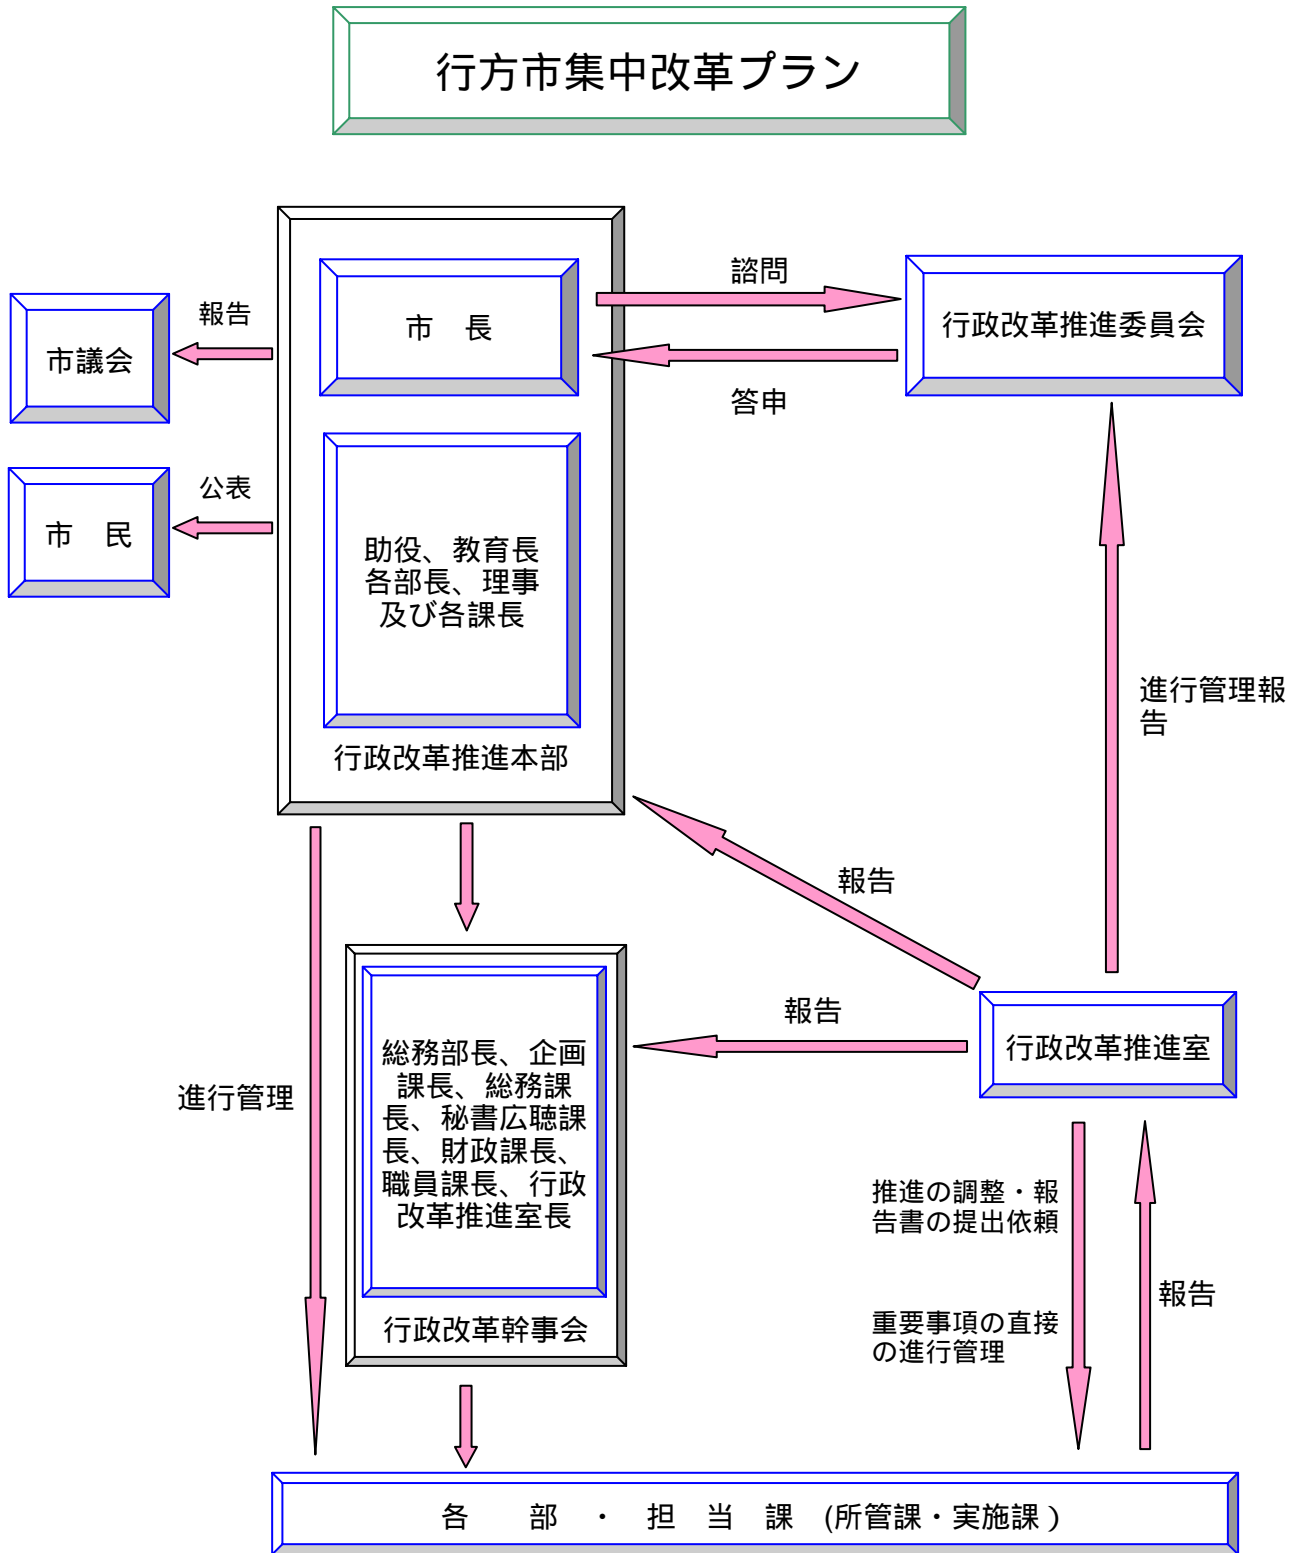 行方市集中改革プラン
諮問
市　長
行政改革推進委員会
報告
市議会
答申
公表
市　民
助役、教育長
各部長、理事
及び各課長
行政改革推進本部
進行管理報
告
報告
報告
行政改革推進室
総務部長、企画
課長、総務課
長、秘書広聴課
長、財政課長、
職員課長、行政
改革推進室長
行政改革幹事会
進行管理
推進の調整・報
告書の提出依頼
重要事項の直接
の進行管理
報告
各　　部　・　担　当　課　(所管課・実施課）